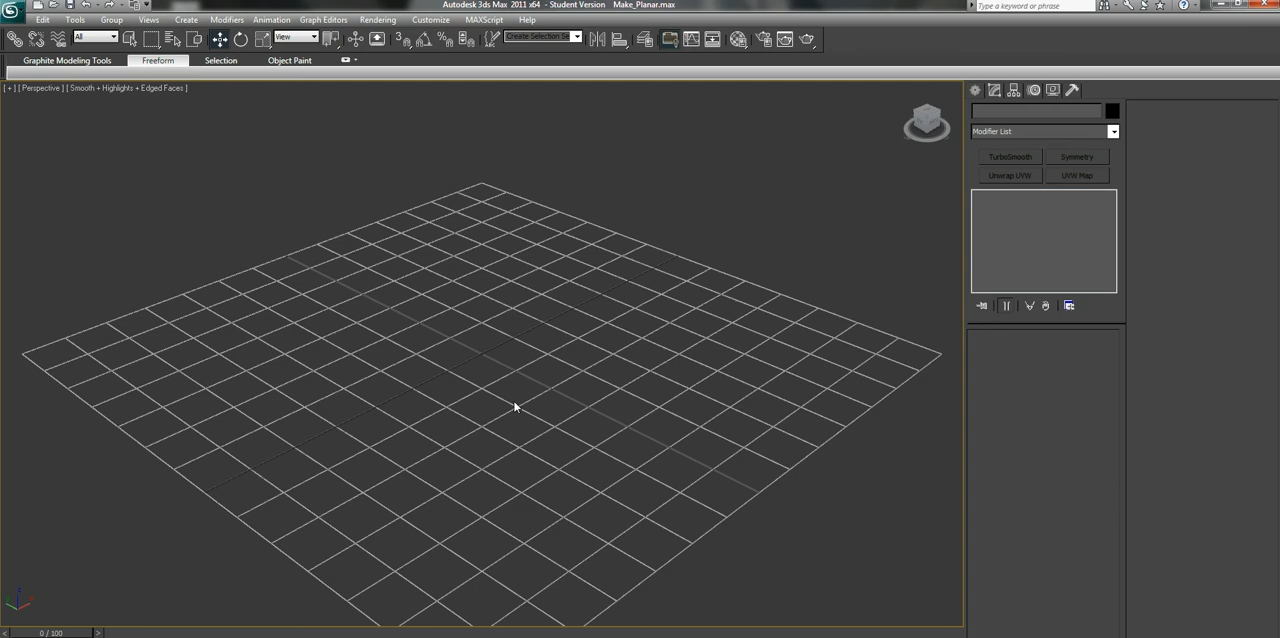 Autodesk 3ds Max 2011 x64 - Student Version Make_Planar.max
Type a keyword or phrase
Edit Tools Group Views Create Modifiers Animation Graph Editors Rendering Customize MAXScript Help
All View Create Selection Se
Graphite Modeling Tools Freeform Selection Object Paint
[ + ] [ Perspective ] [ Smooth + Highlights + Edged Faces ]
Modifier List
TurboSmooth Symmetry
Unwrap UVW UVW Map
< 0 / 100 >